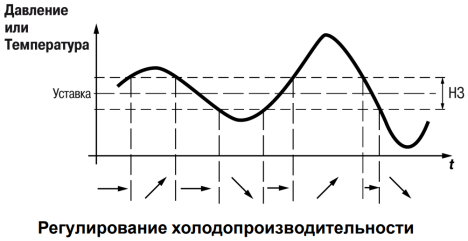 Давление
или
Температура
Уставка
НЗ
t
Регулирование холодопроизводительности